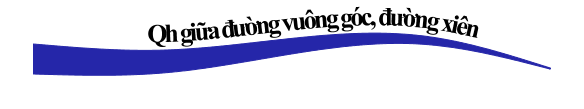 Qh giữa đường vuông góc, đường xiên